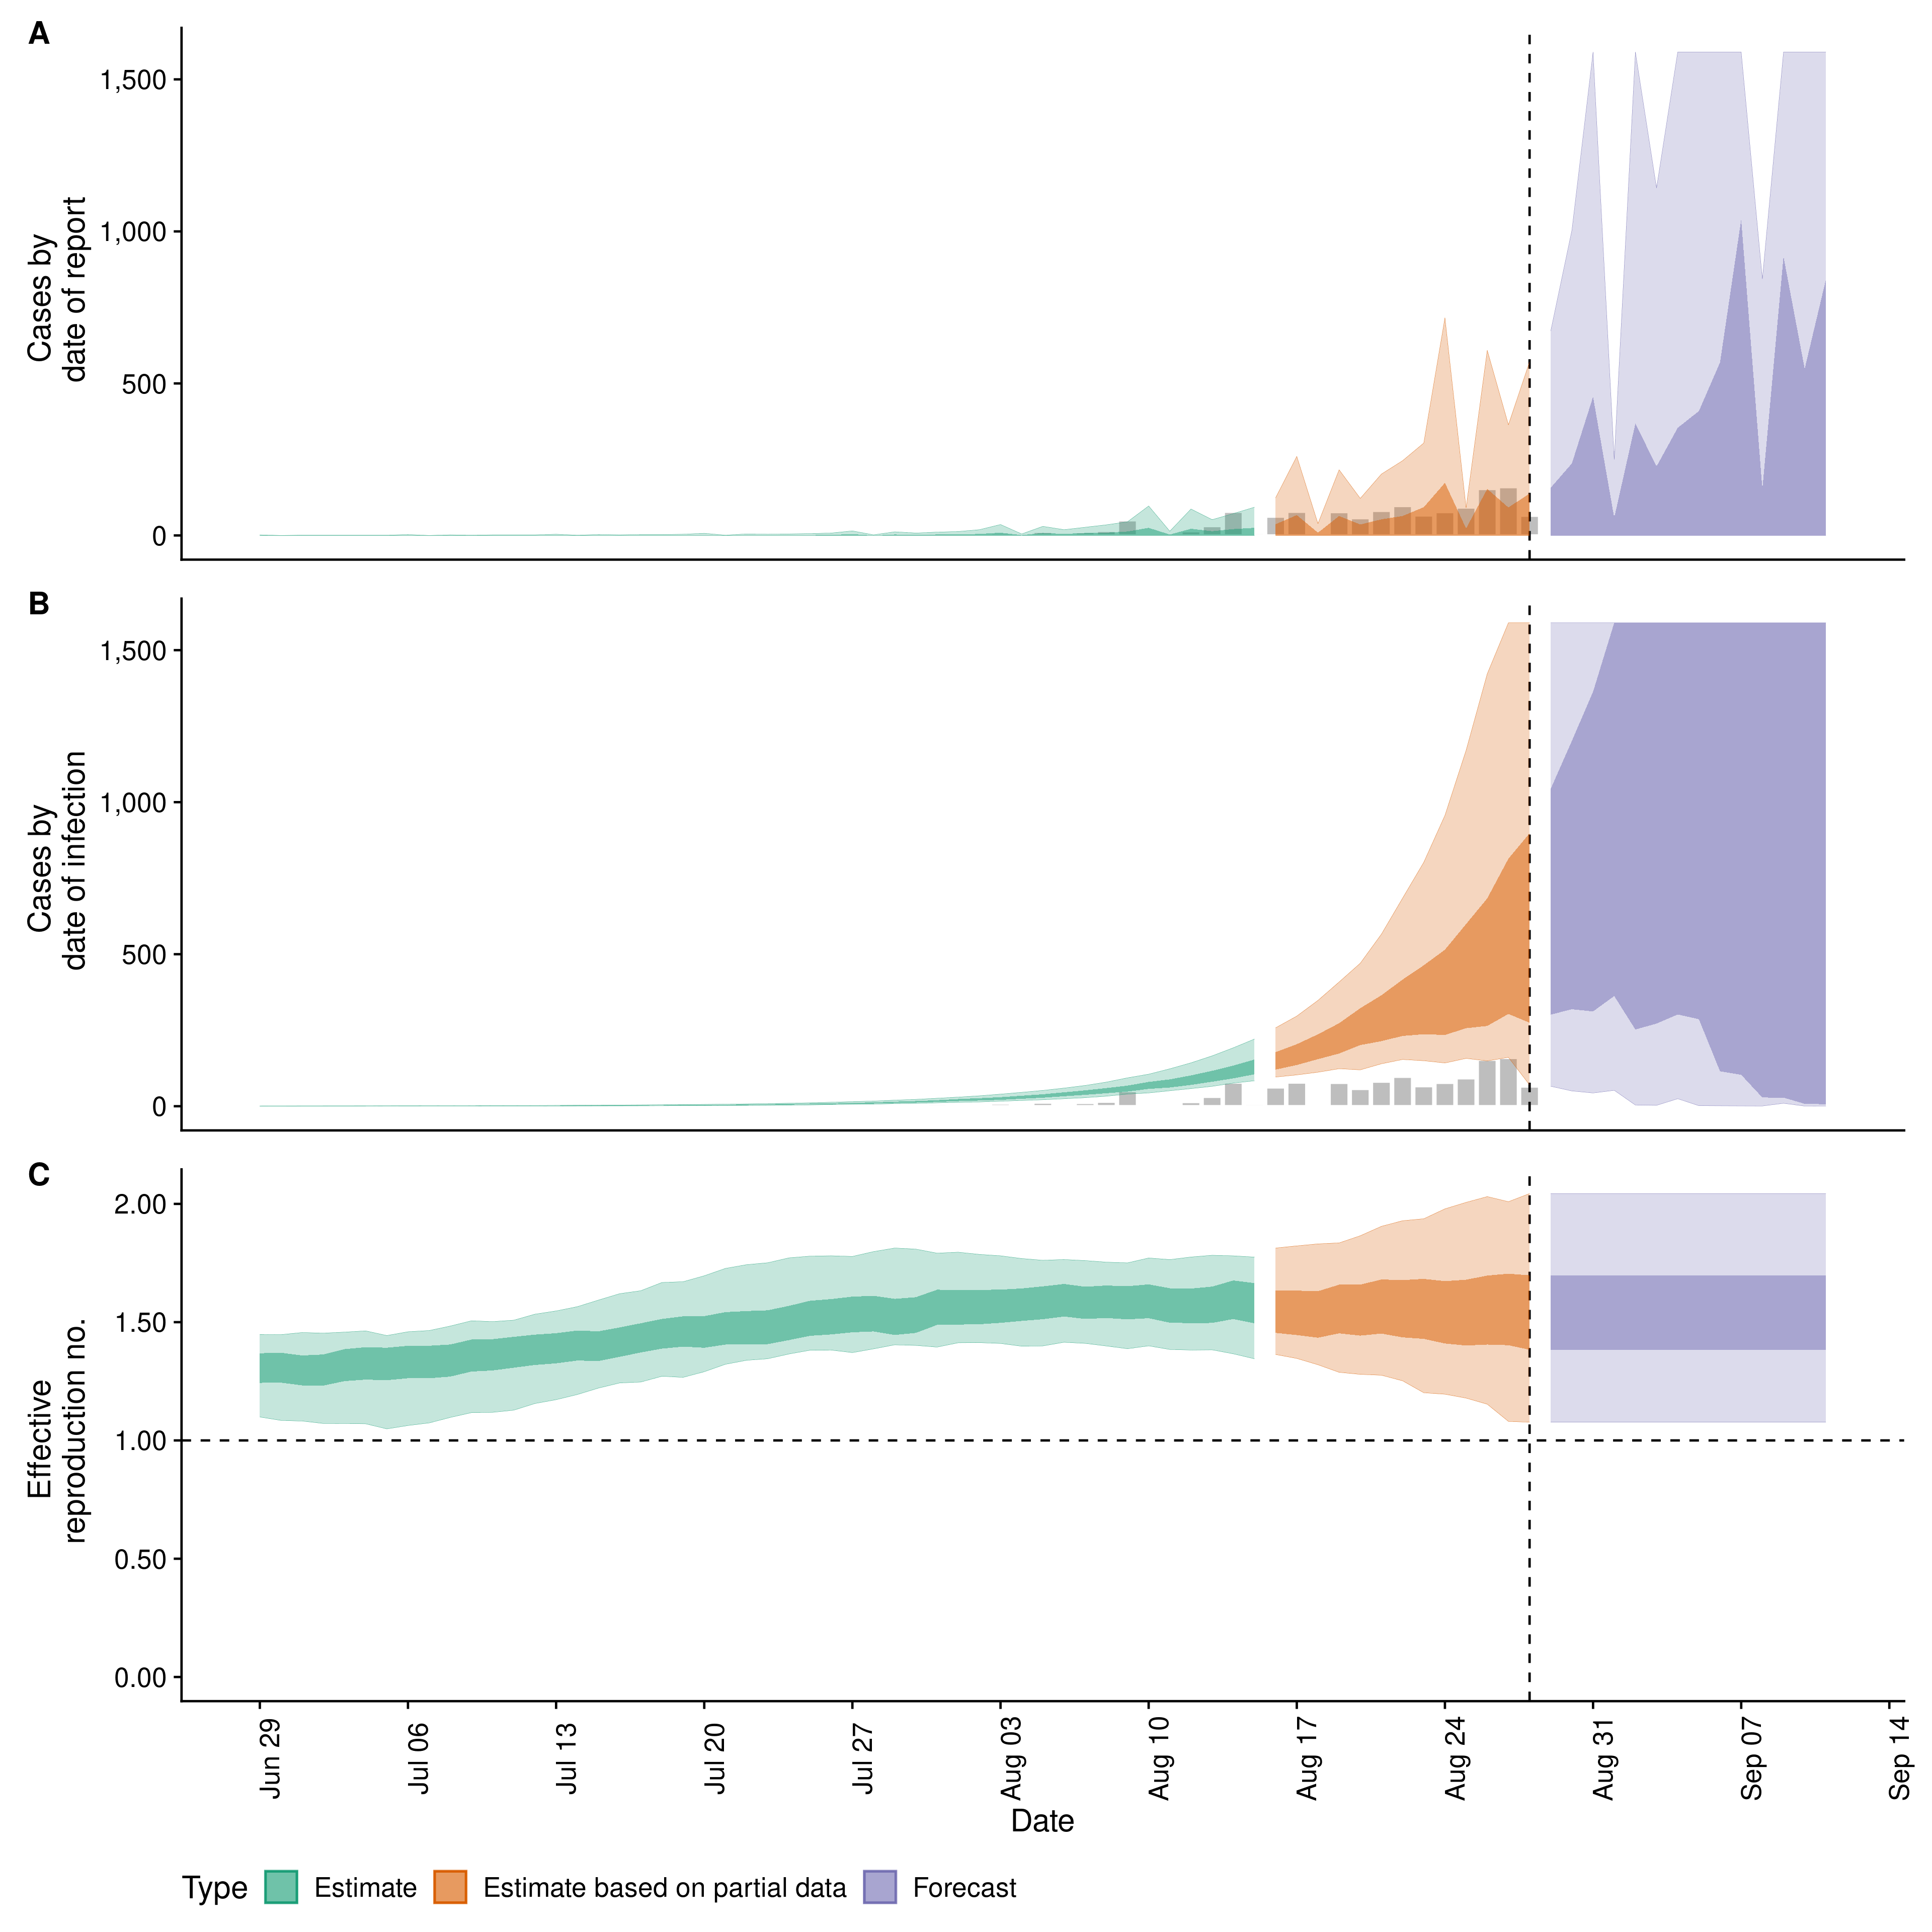 A
1,500
1,000
500
0
Cases by
date of report
B
1,500
1,000
500
0
Cases by
date of infection
C
2.00
1.50
1.00
0.50
0.00
Effective
reproduction no.
Jun 29
Jul 06
Jul 13
Jul 20
Jul 27
Aug 03
Aug 10
Aug 17
Aug 24
Aug 31
Sep 07
Sep 14
Date
Type Estimate Estimate based on partial data Forecast